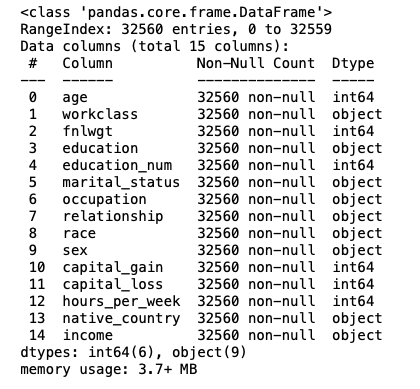 <class 'pandas.core.frame.DataFrame'>
RangeIndex: 32560 entries, 0 to 32559
Data columns (total 15 columns):
 #   Column          Non-Null Count  Dtype
---  ------          --------------  -----
 0   age             32560 non-null  int64
 1   workclass       32560 non-null  object
 2   fnlwgt          32560 non-null  int64
 3   education       32560 non-null  object
 4   education_num   32560 non-null  int64
 5   marital_status  32560 non-null  object
 6   occupation      32560 non-null  object
 7   relationship    32560 non-null  object
 8   race            32560 non-null  object
 9   sex             32560 non-null  object
 10  capital_gain    32560 non-null  int64
 11  capital_loss    32560 non-null  int64
 12  hours_per_week  32560 non-null  int64
 13  native_country  32560 non-null  object
 14  income          32560 non-null  object
dtypes: int64(6), object(9)
memory usage: 3.7+ MB